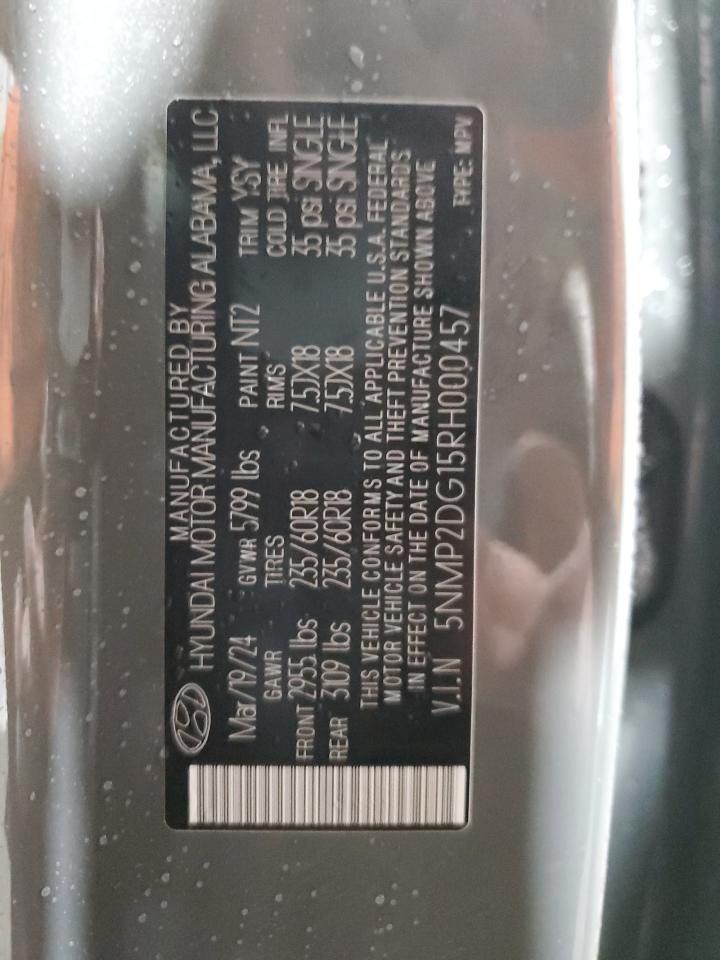 MANUFACTURED BY
HYUNDAI MOTOR MANUFACTURING ALABAMA, LLC
Mar/19/24 GVWR 5799 lbs PAINT NT2 TRIM YSY
GAWR TIRES RIMS COLD TIRE INFL
FRONT 2955 lbs 235/60R18 7.5JX18 35 psi SINGLE
REAR 3109 lbs 235/60R18 7.5JX18 35 psi SINGLE
THIS VEHICLE CONFORMS TO ALL APPLICABLE U.S.A. FEDERAL
MOTOR VEHICLE SAFETY AND THEFT PREVENTION STANDARDS
IN EFFECT ON THE DATE OF MANUFACTURE SHOWN ABOVE
V.I.N 5NMP2DG15RH000457 TYPE: MPV